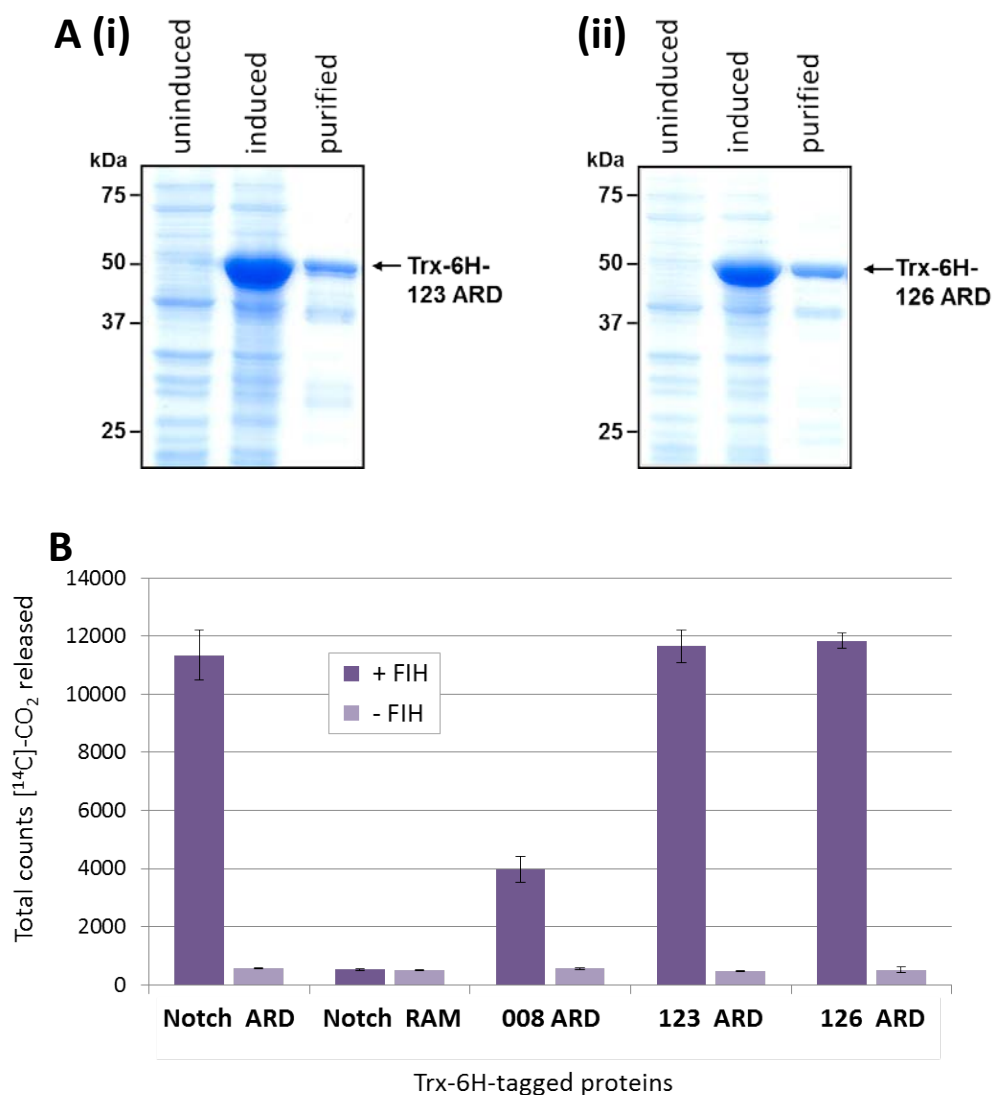 A (i)
uninduced
induced
purified
kDa
75
50
37
25
Trx-6H-
123 ARD
(ii)
uninduced
induced
purified
kDa
75
50
37
25
Trx-6H-
126 ARD
B
Total counts [¹⁴C]-CO₂ released
14000
12000
10000
8000
6000
4000
2000
0
+ FIH
- FIH
Notch ARD
Notch RAM
008 ARD
123 ARD
126 ARD
Trx-6H-tagged proteins